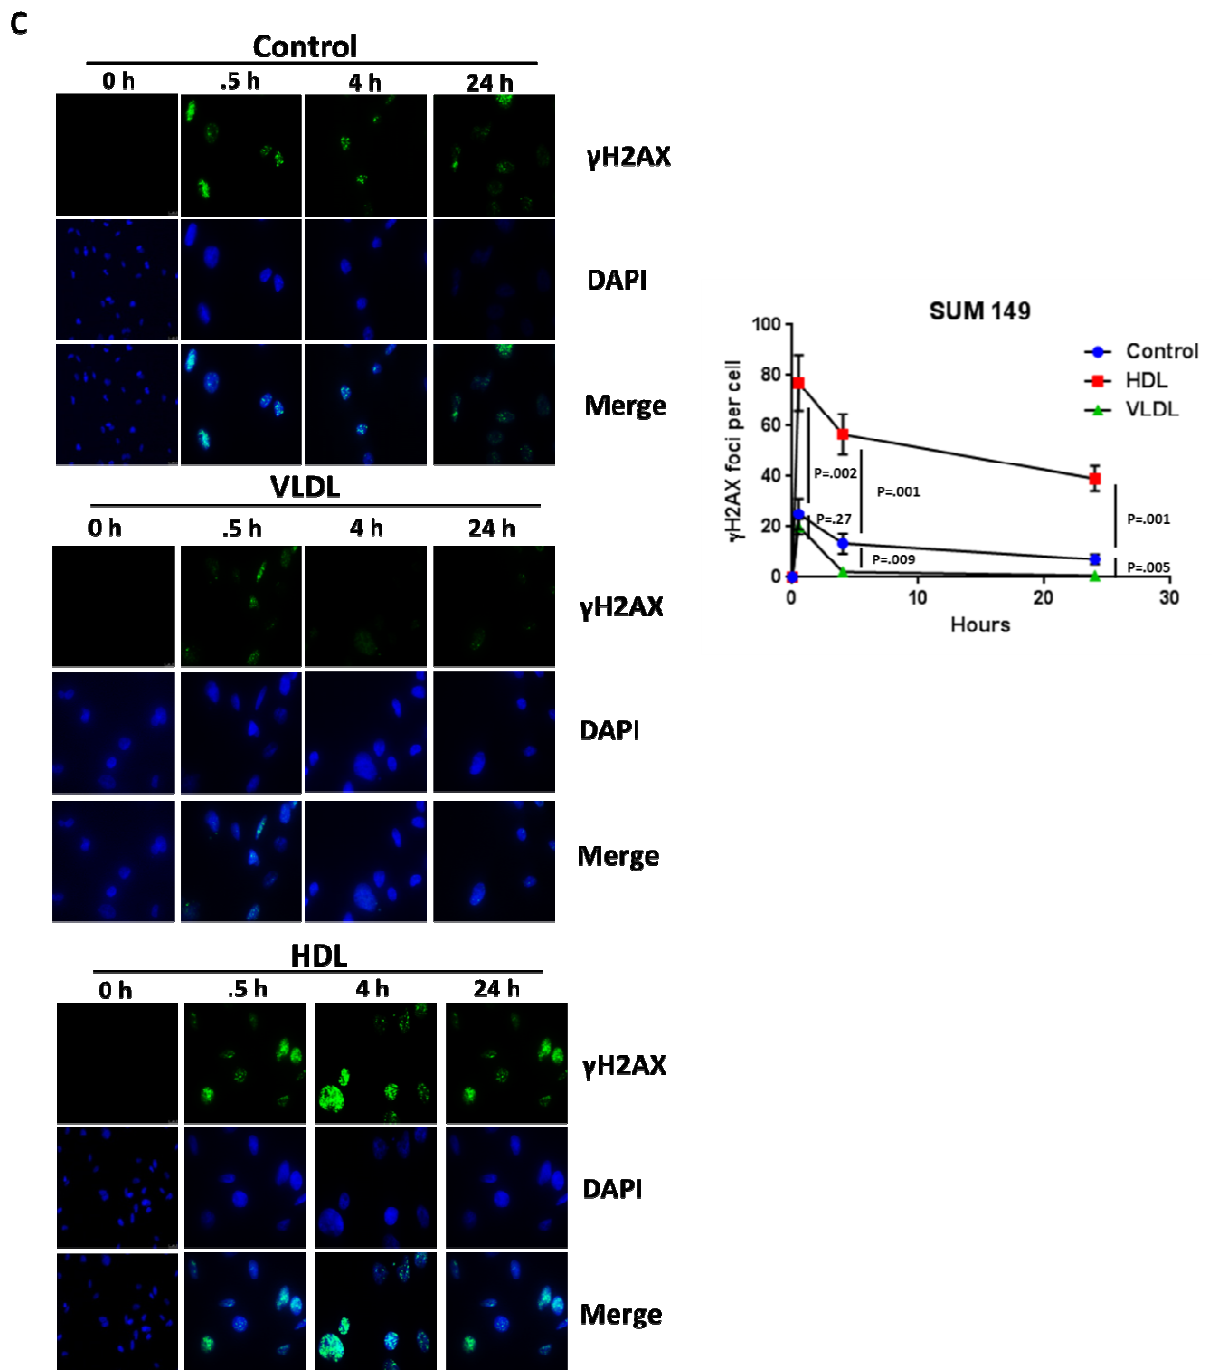 C
Control
0 h .5 h 4 h 24 h
γH2AX
DAPI
Merge
VLDL
0 h .5 h 4 h 24 h
γH2AX
DAPI
Merge
HDL
0 h .5 h 4 h 24 h
γH2AX
DAPI
Merge
SUM 149
γH2AX foci per cell
100
80
60
40
20
0
0 10 20 30
Hours
Control
HDL
VLDL
P=.002
P=.001
P=.27
P=.009
P=.001
P=.005